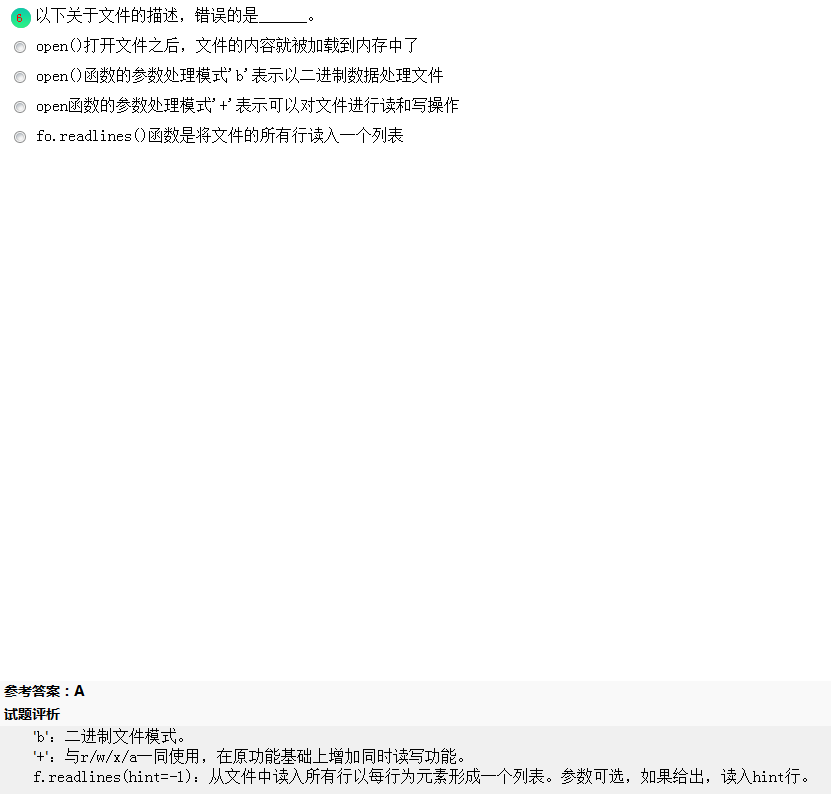 6 以下关于文件的描述，错误的是______。
open()打开文件之后，文件的内容就被加载到内存中了
open()函数的参数处理模式'b'表示以二进制数据处理文件
open函数的参数处理模式'+'表示可以对文件进行读和写操作
fo.readlines()函数是将文件的所有行读入一个列表
参考答案：A
试题评析
'b'：二进制文件模式。
'+'：与r/w/x/a一同使用，在原功能基础上增加同时读写功能。
f.readlines(hint=-1)：从文件中读入所有行以每行为元素形成一个列表。参数可选，如果给出，读入hint行。